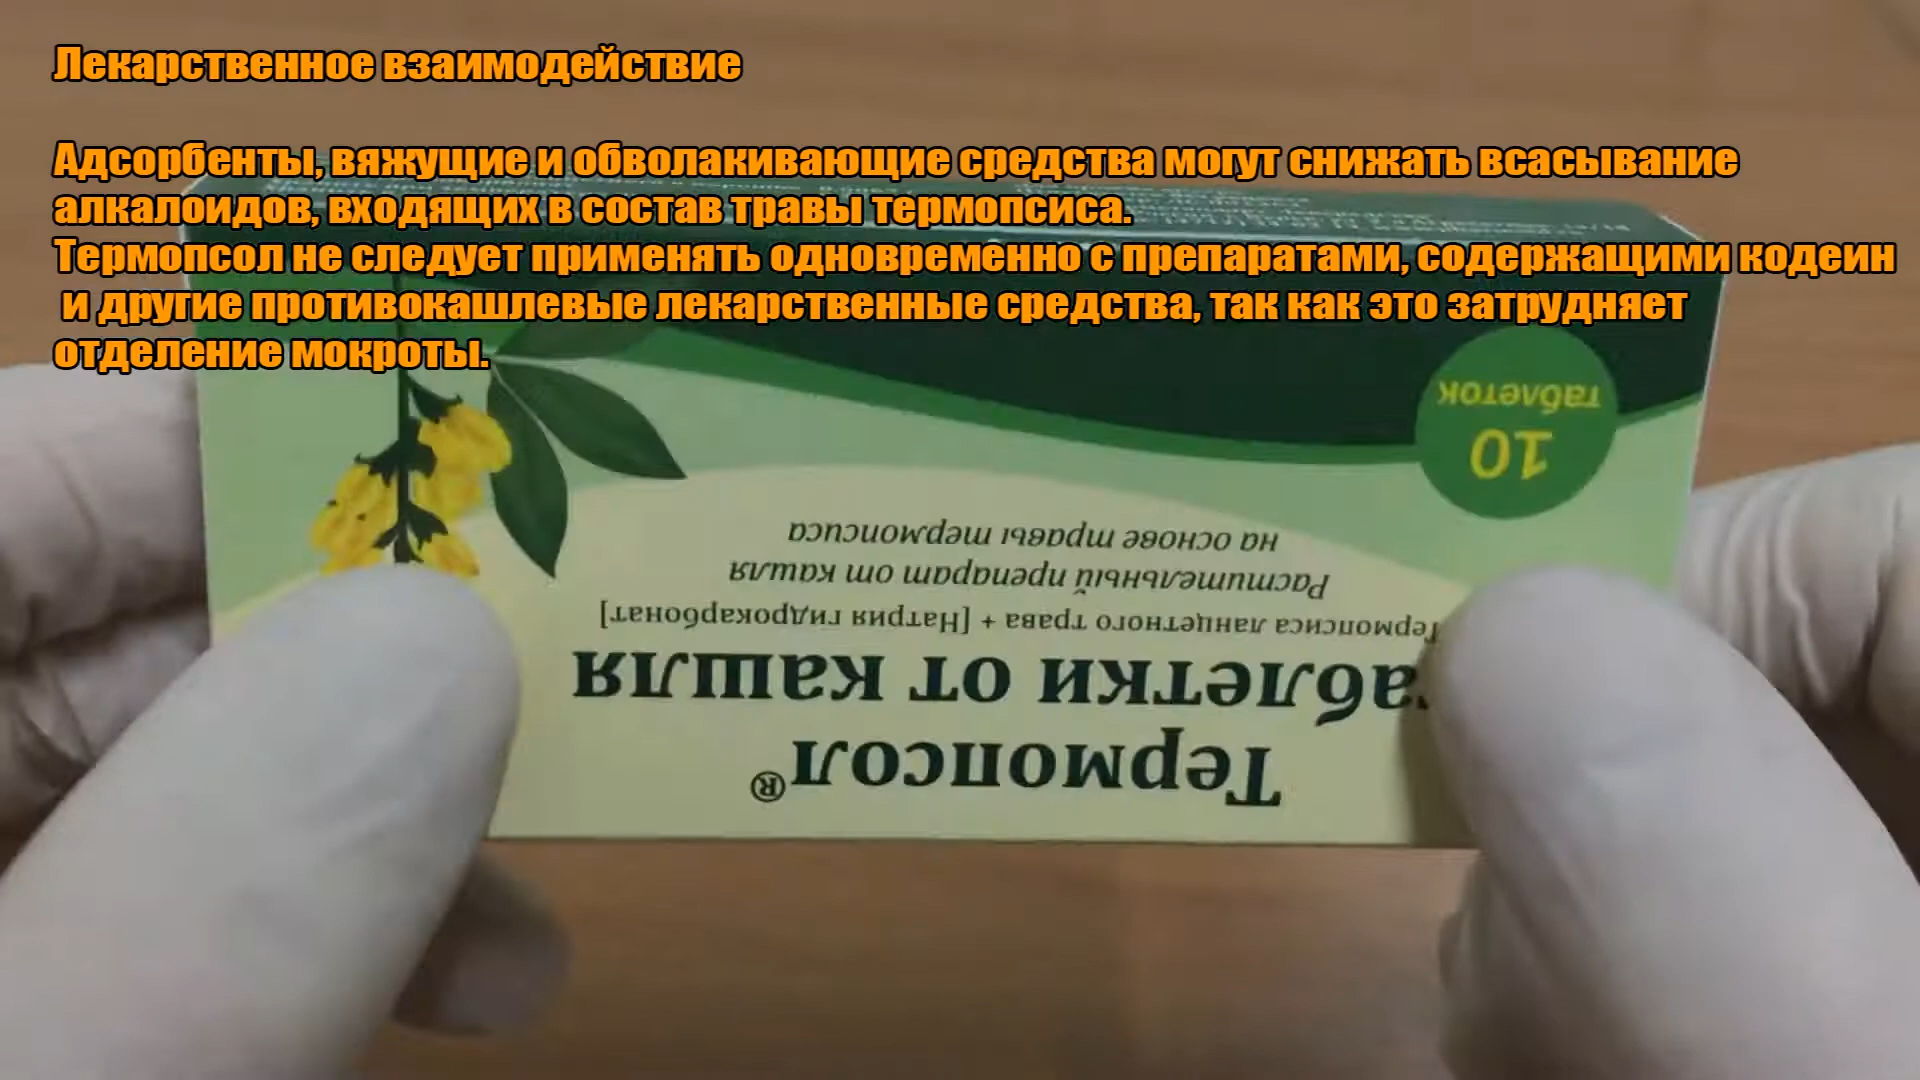 Лекарственное взаимодействие
Адсорбенты, вяжущие и обволакивающие средства могут снижать всасывание
алкалоидов, входящих в состав травы термопсиса.
Термопсол не следует применять одновременно с препаратами, содержащими кодеин
и другие противокашлевые лекарственные средства, так как это затрудняет
отделение мокроты.
Термопсол®
таблетки от кашля
Термопсиса ланцетного трава + [Натрия гидрокарбонат]
Растительный препарат от кашля
на основе травы термопсиса
10
таблеток